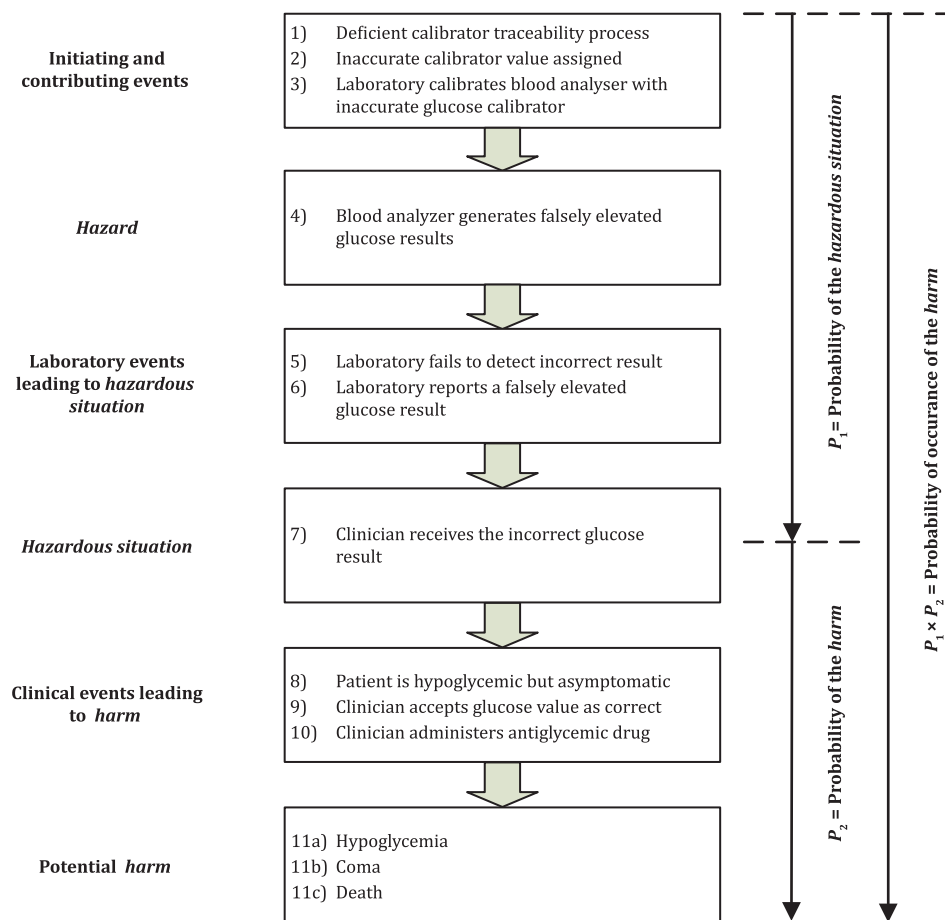 Initiating and
contributing events
1) Deficient calibrator traceability process
2) Inaccurate calibrator value assigned
3) Laboratory calibrates blood analyser with
inaccurate glucose calibrator
Hazard
4) Blood analyzer generates falsely elevated
glucose results
Laboratory events
leading to hazardous
situation
5) Laboratory fails to detect incorrect result
6) Laboratory reports a falsely elevated
glucose result
Hazardous situation
7) Clinician receives the incorrect glucose
result
Clinical events leading
to harm
8) Patient is hypoglycemic but asymptomatic
9) Clinician accepts glucose value as correct
10) Clinician administers antiglycemic drug
Potential harm
11a) Hypoglycemia
11b) Coma
11c) Death
P1 = Probability of the hazardous situation
P2 = Probability of the harm
P1 × P2 = Probability of occurance of the harm